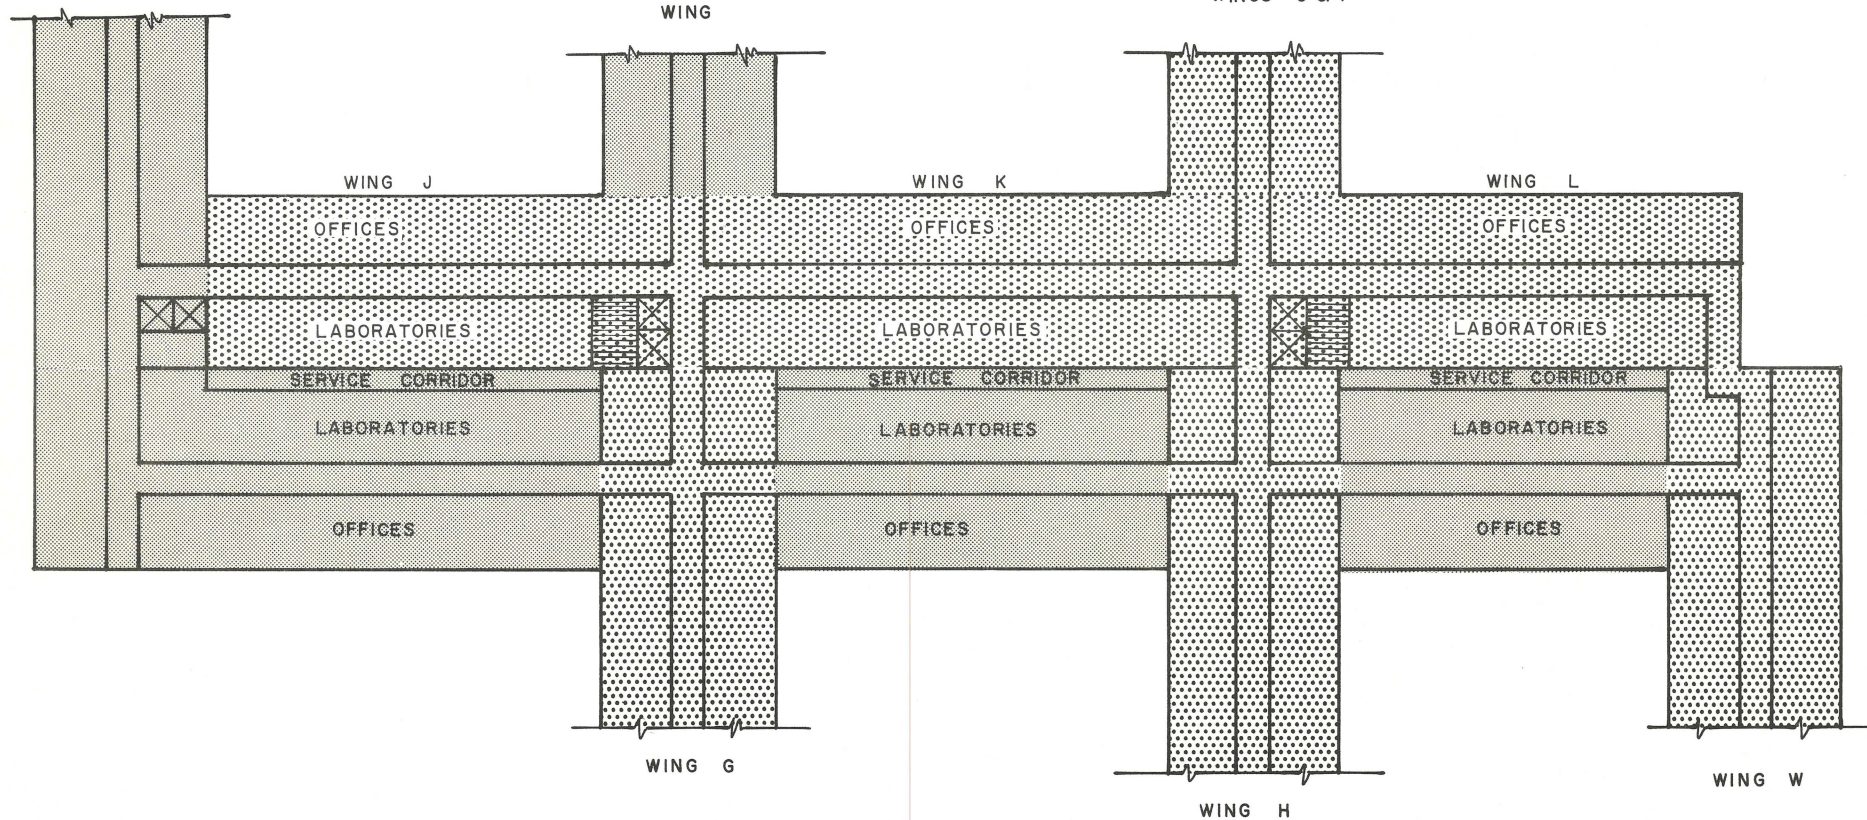 WING
WINGS
WING J
WING K
WING L
OFFICES
OFFICES
OFFICES
LABORATORIES
LABORATORIES
LABORATORIES
SERVICE CORRIDOR
SERVICE CORRIDOR
SERVICE CORRIDOR
LABORATORIES
LABORATORIES
LABORATORIES
OFFICES
OFFICES
OFFICES
WING G
WING H
WING W